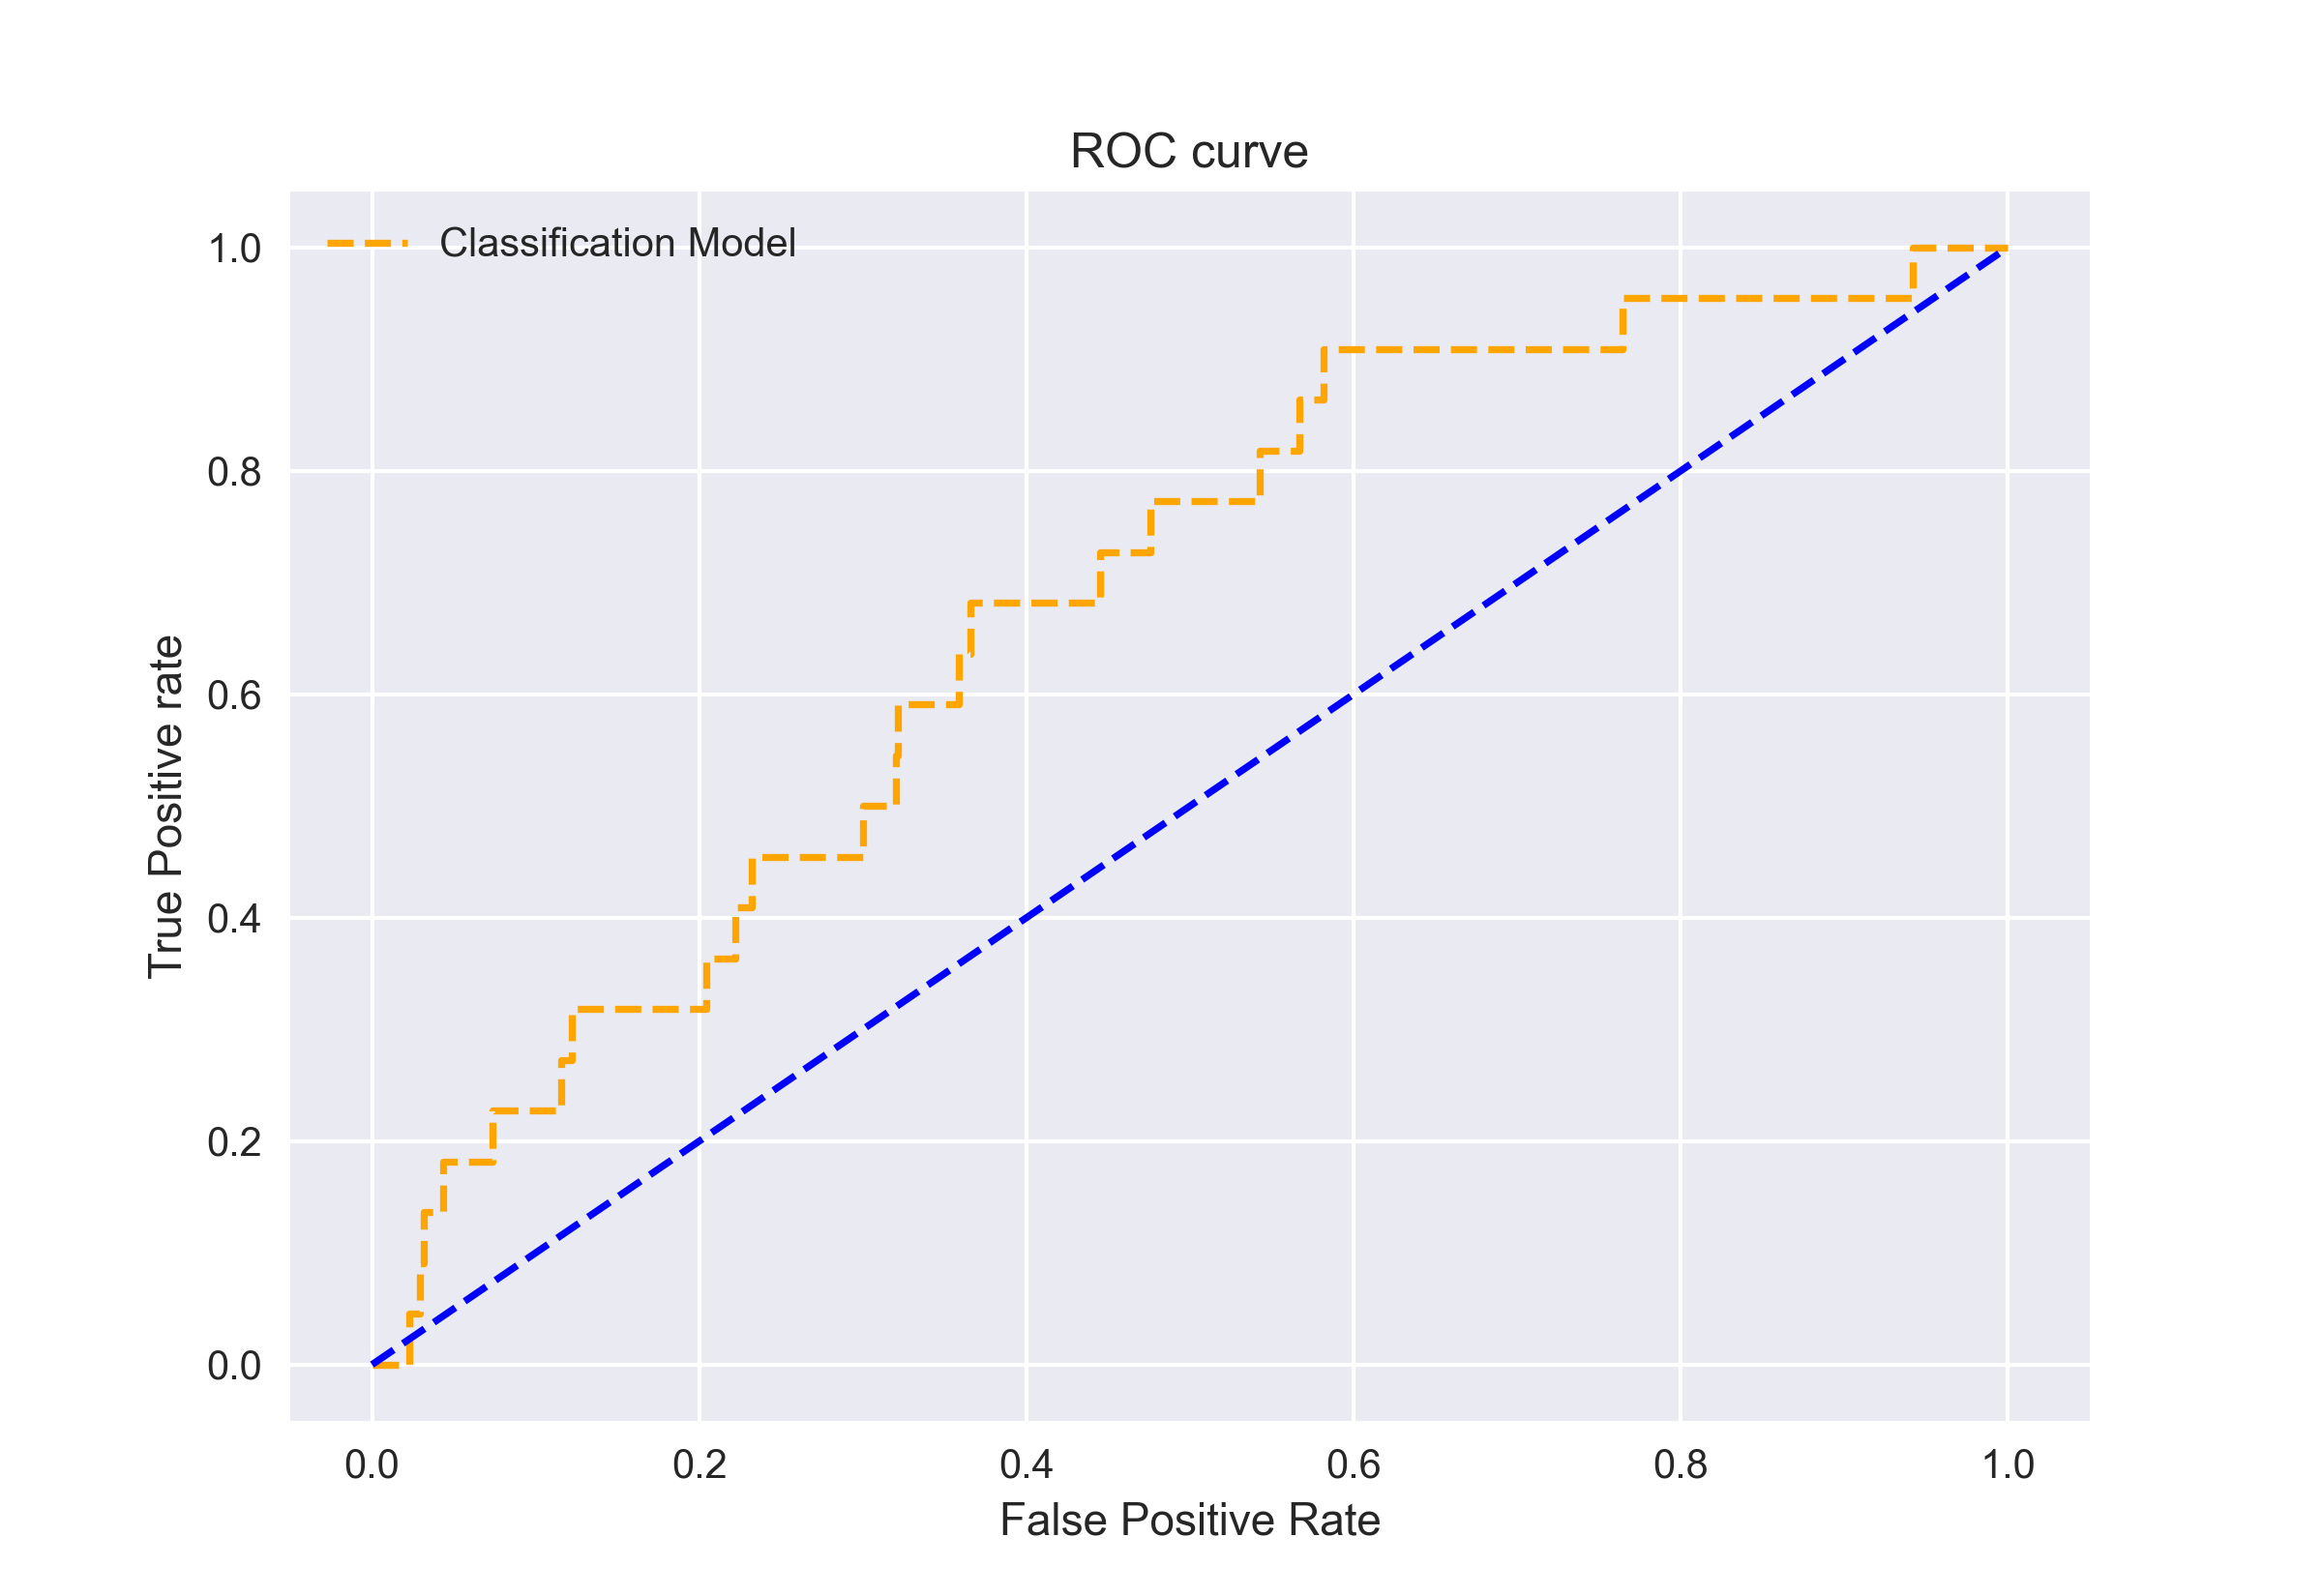 ROC curve
Classification Model
True Positive rate
1.0
0.8
0.6
0.4
0.2
0.0
0.0 0.2 0.4 0.6 0.8 1.0
False Positive Rate